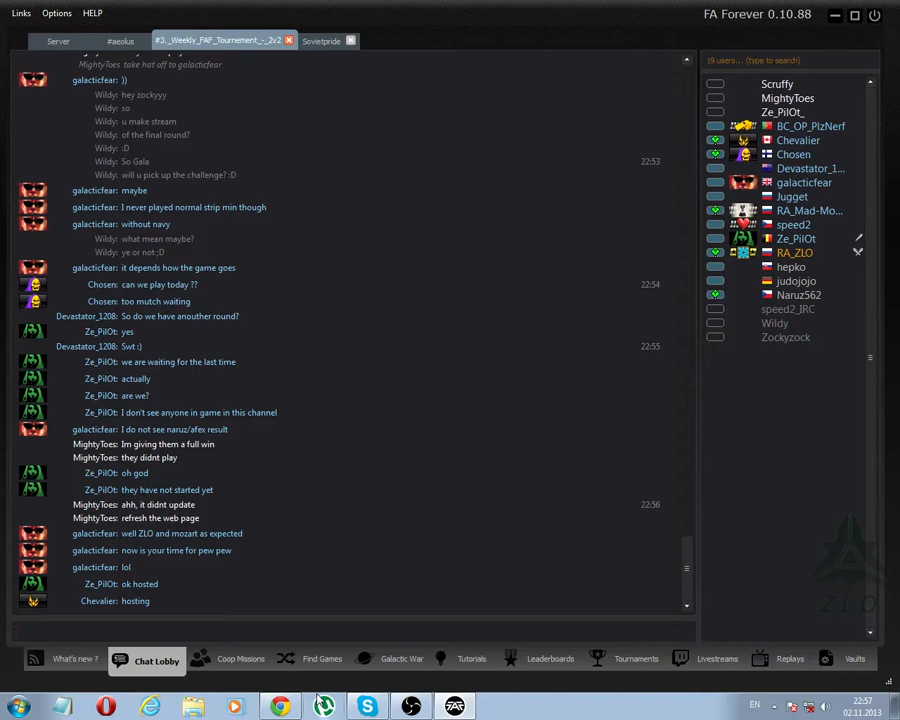 Links Options HELP
FA Forever 0.10.88
Server #aeolus #3._Weekly_FAF_Tournement_-_2v2 Sovietpride
MightyToes take hat off to galacticfear
galacticfear: ))
Wildy: hey zockyyy
Wildy: so
Wildy: u make stream
Wildy: of the final round?
Wildy: :D
Wildy: So Gala 22:53
Wildy: will u pick up the challenge? :D
galacticfear: maybe
galacticfear: I never played normal strip min though
galacticfear: without navy
Wildy: what mean maybe?
Wildy: ye or not ;D
galacticfear: it depends how the game goes
Chosen: can we play today ?? 22:54
Chosen: too mutch waiting
Devastator_1208: So do we have anouther round?
Ze_PilOt: yes
Devastator_1208: Swt :) 22:55
Ze_PilOt: we are waiting for the last time
Ze_PilOt: actually
Ze_PilOt: are we?
Ze_PilOt: I don't see anyone in game in this channel
galacticfear: I do not see naruz/afex result
MightyToes: Im giving them a full win
MightyToes: they didnt play
Ze_PilOt: oh god
Ze_PilOt: they have not started yet
MightyToes: ahh, it didnt update 22:56
MightyToes: refresh the web page
galacticfear: well ZLO and mozart as expected
galacticfear: now is your time for pew pew
galacticfear: lol
Ze_PilOt: ok hosted
Chevalier: hosting
19 users... (type to search)
Scruffy
MightyToes
Ze_PilOt_
BC_OP_PlzNerf
Chevalier
Chosen
Devastator_1...
galacticfear
Jugget
RA_Mad-Mo...
speed2
Ze_PilOt
RA_ZLO
hepko
judojojo
Naruz562
speed2_IRC
Wildy
Zockyzock
ZLO
What's new ? Chat Lobby Coop Missions Find Games Galactic War Tutorials Leaderboards Tournaments Livestreams Replays Vaults
EN 22:57
02.11.2013